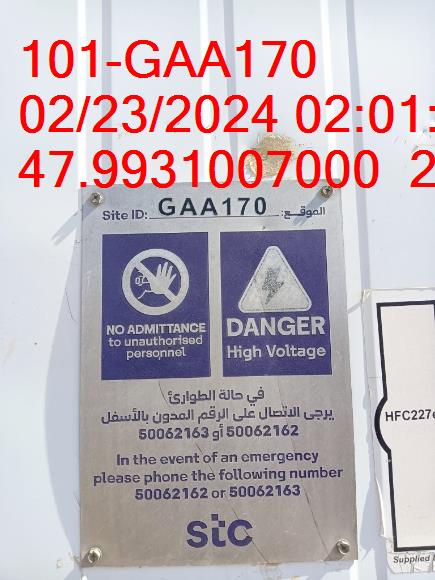 101-GAA170
02/23/2024 02:01:
47.9931007000 2
Site ID: GAA170 الموقع:
NO ADMITTANCE
to unauthorised
personnel
DANGER
High Voltage
في حالة الطوارئ
يرجى الاتصال على الرقم المدون بالأسفل
50062162 أو 50062163
In the event of an emergency
please phone the following number
50062162 or 50062163
stc
HFC227e
Supplied